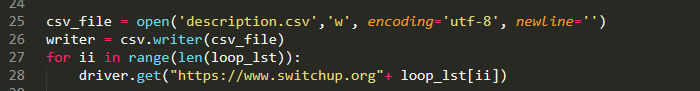 24
25 csv_file = open('description.csv','w', encoding='utf-8', newline='')
26 writer = csv.writer(csv_file)
27 for ii in range(len(loop_lst)):
28     driver.get("https://www.switchup.org"+ loop_lst[ii])